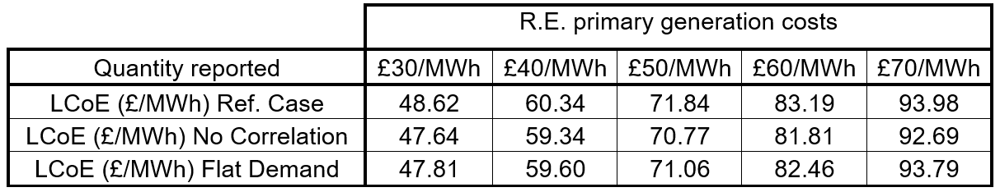 R.E. primary generation costs
Quantity reported £30/MWh £40/MWh £50/MWh £60/MWh £70/MWh
LCoE (£/MWh) Ref. Case 48.62 60.34 71.84 83.19 93.98
LCoE (£/MWh) No Correlation 47.64 59.34 70.77 81.81 92.69
LCoE (£/MWh) Flat Demand 47.81 59.60 71.06 82.46 93.79